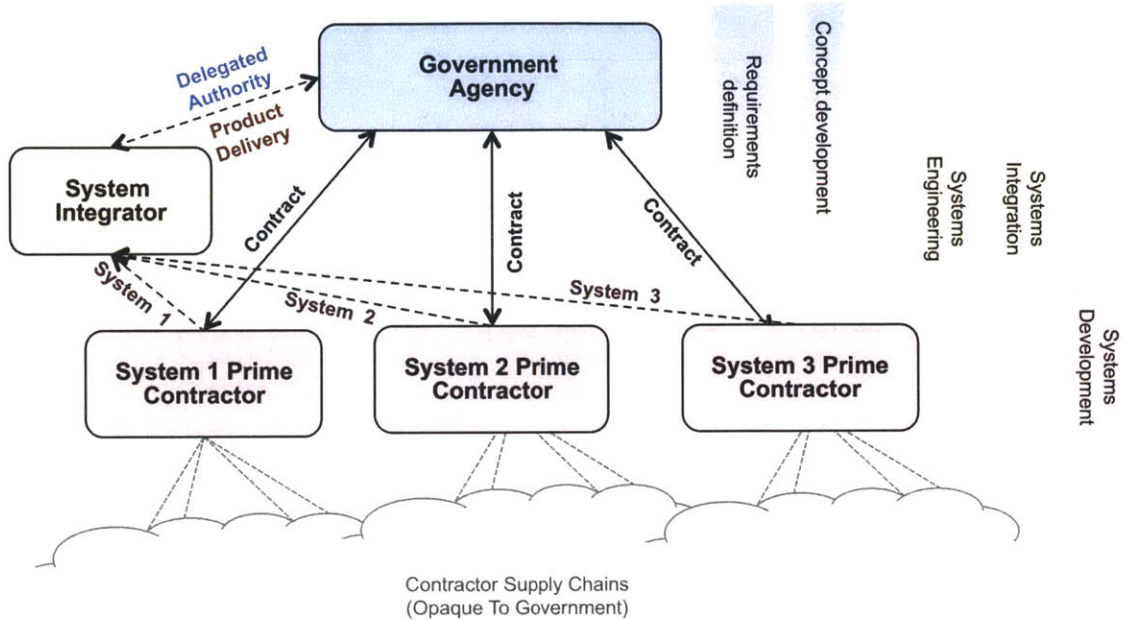 Government
Agency
Delegated
Authority
Product
Delivery
System
Integrator
Contract
Contract
Contract
System 1
System 2
System 3
System 1 Prime
Contractor
System 2 Prime
Contractor
System 3 Prime
Contractor
Contractor Supply Chains
(Opaque To Government)
Requirements
definition
Concept development
Systems
Engineering
Systems
Integration
Systems
Development